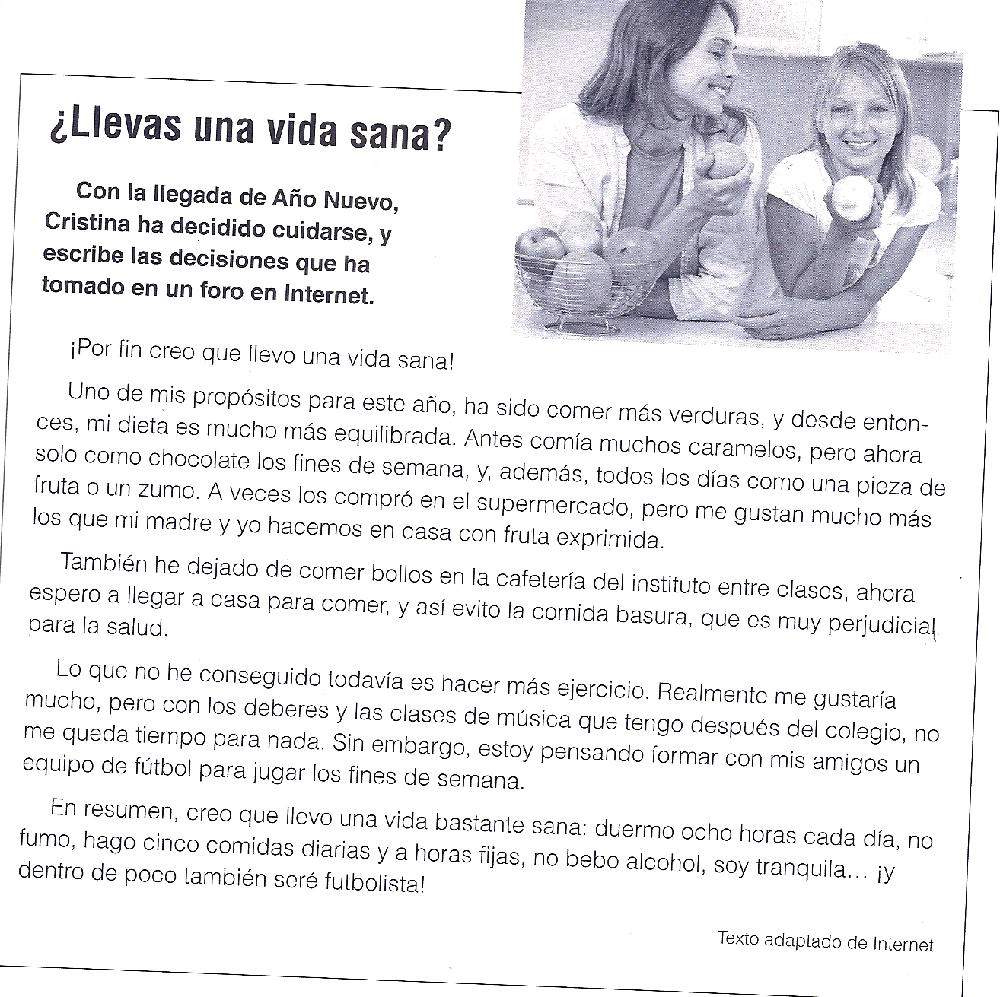 ¿Llevas una vida sana?
Con la llegada de Año Nuevo,
Cristina ha decidido cuidarse, y
escribe las decisiones que ha
tomado en un foro en Internet.
¡Por fin creo que llevo una vida sana!
Uno de mis propósitos para este año, ha sido comer más verduras, y desde enton-
ces, mi dieta es mucho más equilibrada. Antes comía muchos caramelos, pero ahora
solo como chocolate los fines de semana, y, además, todos los días como una pieza de
fruta o un zumo. A veces los compró en el supermercado, pero me gustan mucho más
los que mi madre y yo hacemos en casa con fruta exprimida.
También he dejado de comer bollos en la cafetería del instituto entre clases, ahora
espero a llegar a casa para comer, y así evito la comida basura, que es muy perjudicial
para la salud.
Lo que no he conseguido todavía es hacer más ejercicio. Realmente me gustaría
mucho, pero con los deberes y las clases de música que tengo después del colegio, no
me queda tiempo para nada. Sin embargo, estoy pensando formar con mis amigos un
equipo de fútbol para jugar los fines de semana.
En resumen, creo que llevo una vida bastante sana: duermo ocho horas cada día, no
fumo, hago cinco comidas diarias y a horas fijas, no bebo alcohol, soy tranquila... ¡y
dentro de poco también seré futbolista!
Texto adaptado de Internet